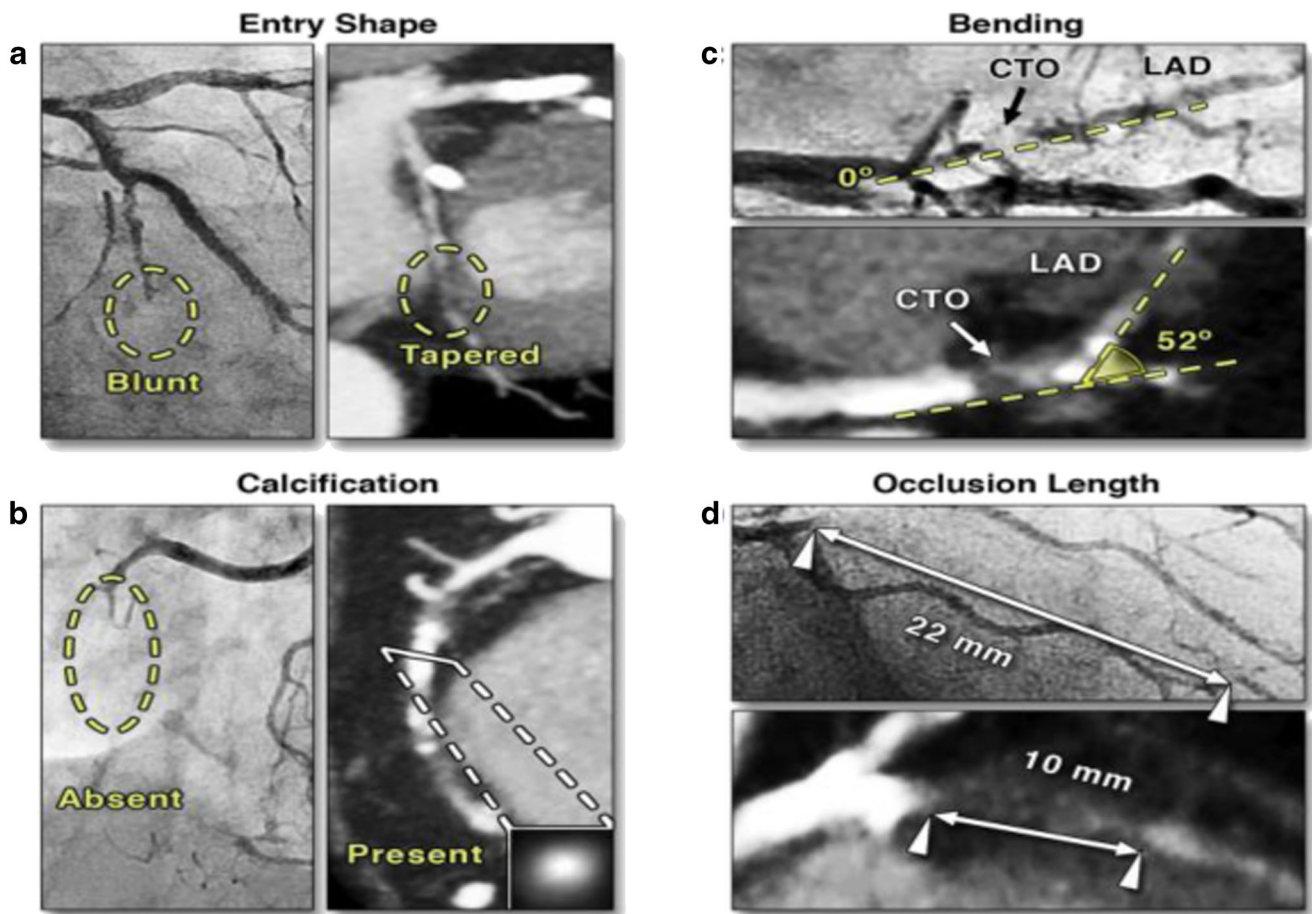 Entry Shape
a
Blunt
Tapered
Calcification
b
Absent
Present
Bending
c
CTO
LAD
0°
LAD
CTO
52°
Occlusion Length
d
22 mm
10 mm